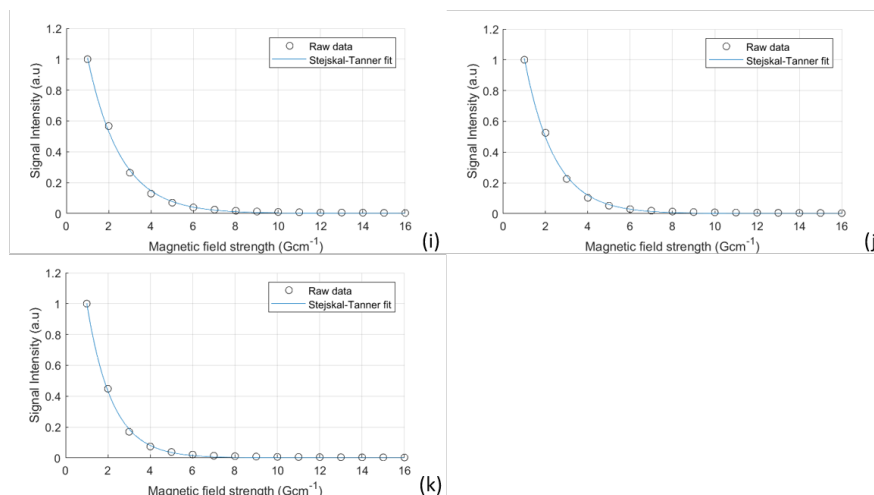 1.2
1
0.8
0.6
0.4
0.2
0
Signal Intensity (a.u)
Raw data
Stejskal-Tanner fit
0 2 4 6 8 10 12 14 16
Magnetic field strength (Gcm⁻¹)
(i)
1.2
1
0.8
0.6
0.4
0.2
0
Signal Intensity (a.u)
Raw data
Stejskal-Tanner fit
0 2 4 6 8 10 12 14 16
Magnetic field strength (Gcm⁻¹)
(j
1.2
1
0.8
0.6
0.4
0.2
0
Signal Intensity (a.u)
Raw data
Stejskal-Tanner fit
0 2 4 6 8 10 12 14 16
Magnetic field strength (Gcm⁻¹)
(k)